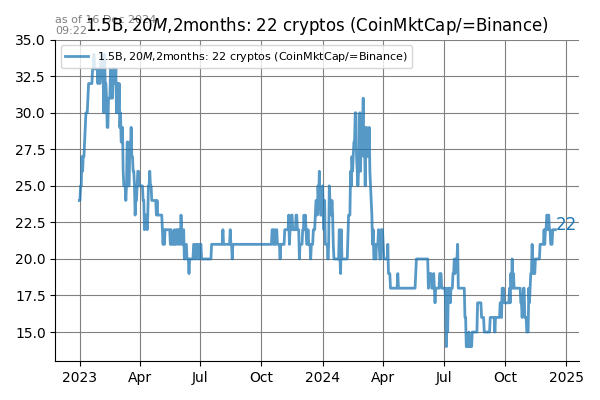 as of 16 Dec 2024
09:22
1.5B, 20M, 2months: 22 cryptos (CoinMktCap/=Binance)
1.5B, 20M, 2months: 22 cryptos (CoinMktCap/=Binance)
35.0
32.5
30.0
27.5
25.0
22.5
20.0
17.5
15.0
22
2023
Apr
Jul
Oct
2024
Apr
Jul
Oct
2025